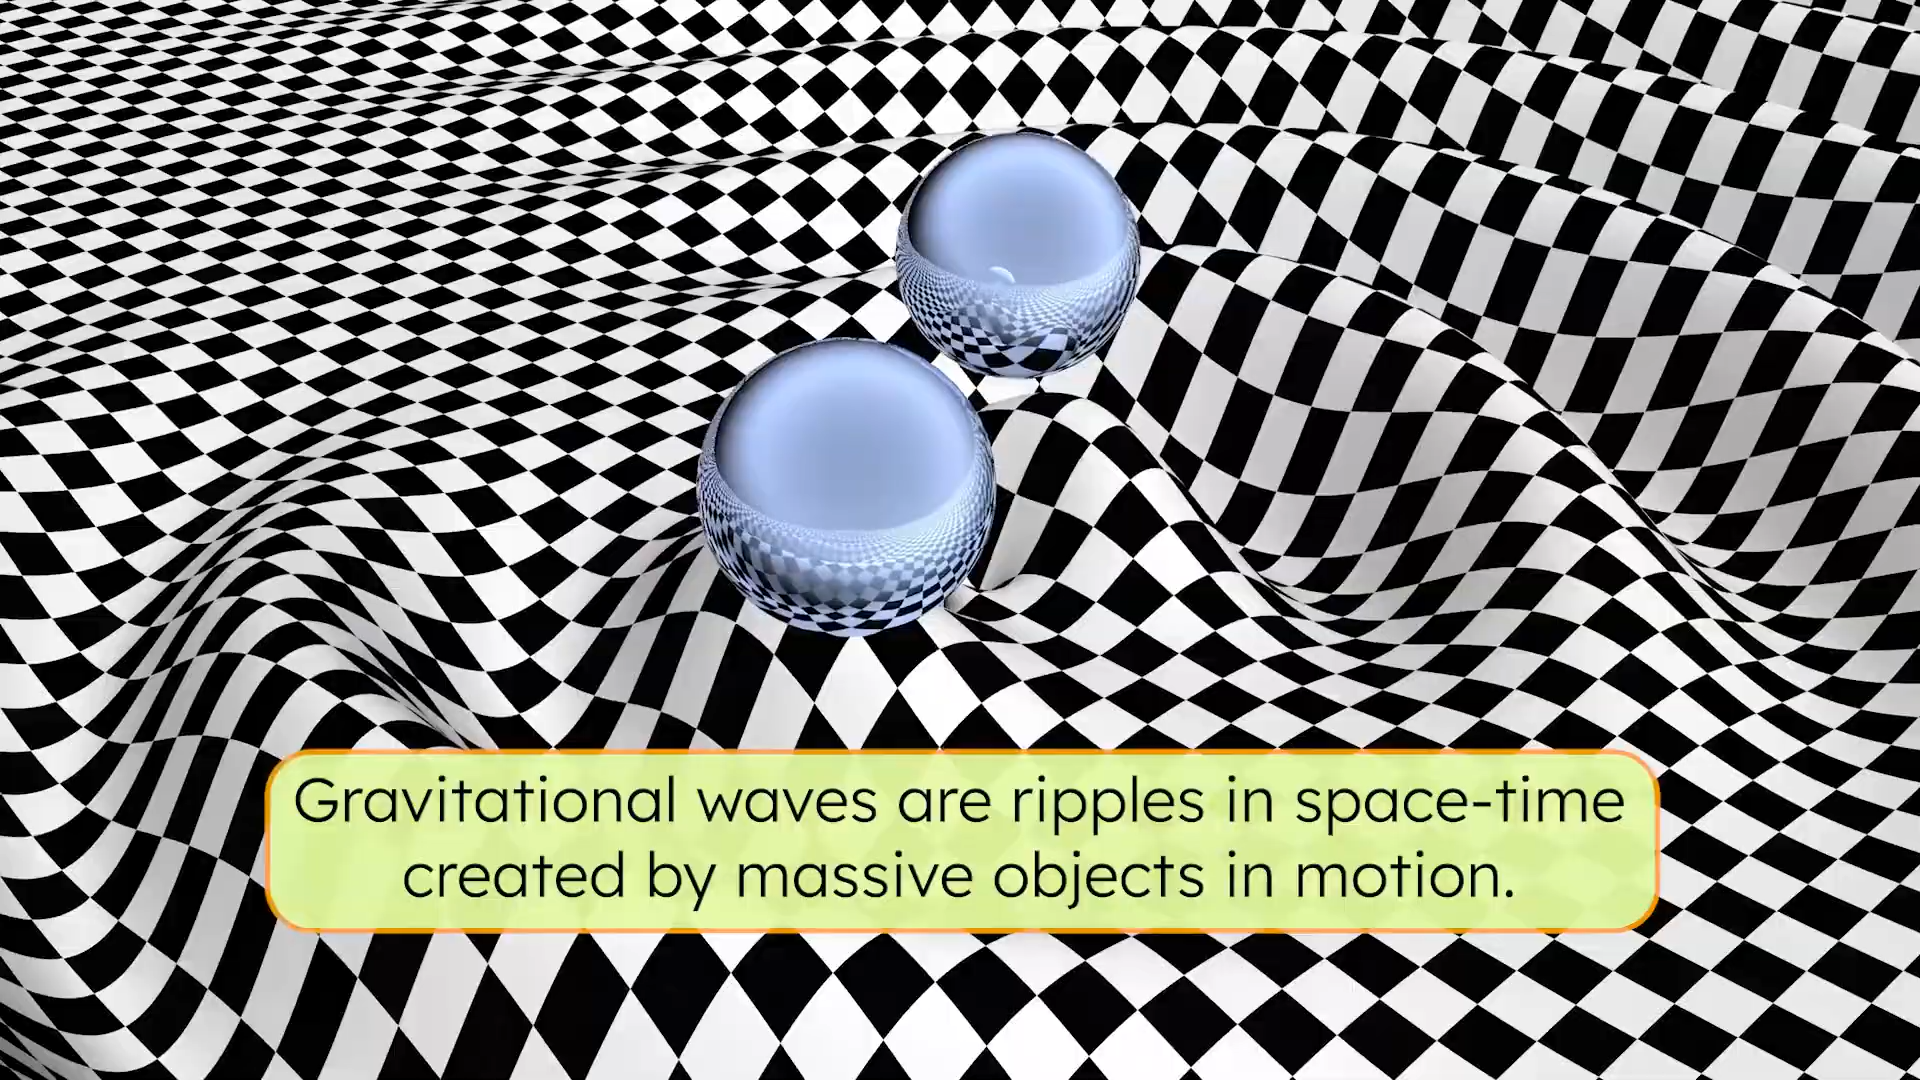 Gravitational waves are ripples in space-time
created by massive objects in motion.